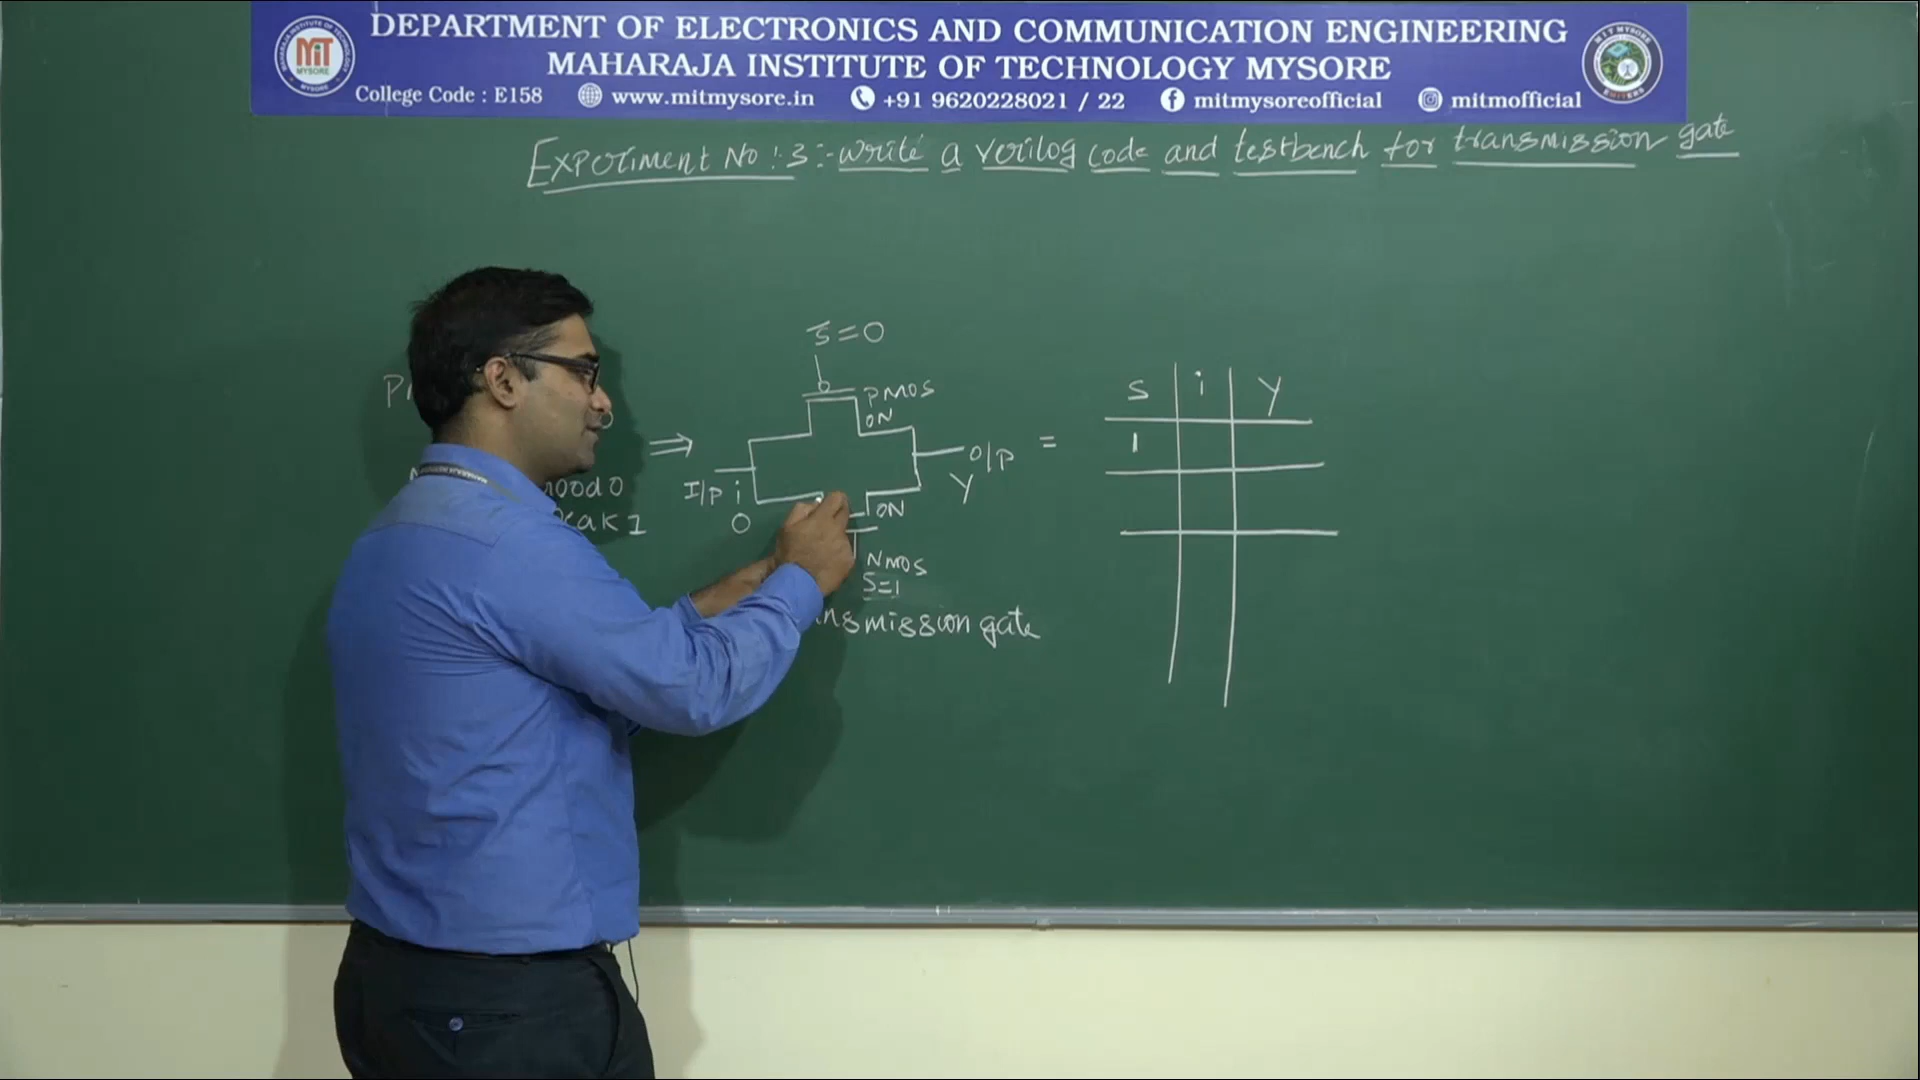 DEPARTMENT OF ELECTRONICS AND COMMUNICATION ENGINEERING
MAHARAJA INSTITUTE OF TECHNOLOGY MYSORE
College Code : E158 www.mitmysore.in +91 9620228021 / 22 mitmysoreofficial mitmofficial
MIT
MYSORE
Experiment No :3 :- write a verilog code and testbench for transmission gate
S̅=0
PMOS
ON
I/P i
0
O/P
Y
=
ON
NMOS
S=1
gate
S i Y
1